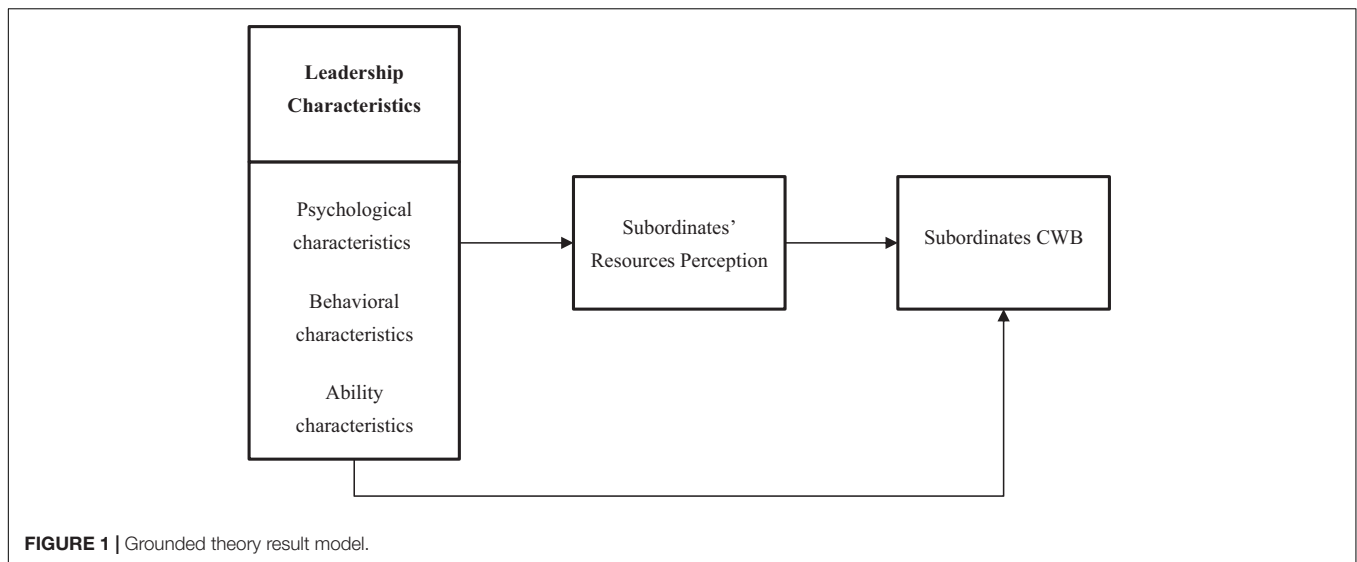 Leadership
Characteristics
Psychological
characteristics
Behavioral
characteristics
Ability
characteristics
Subordinates’
Resources Perception
Subordinates CWB
FIGURE 1 | Grounded theory result model.